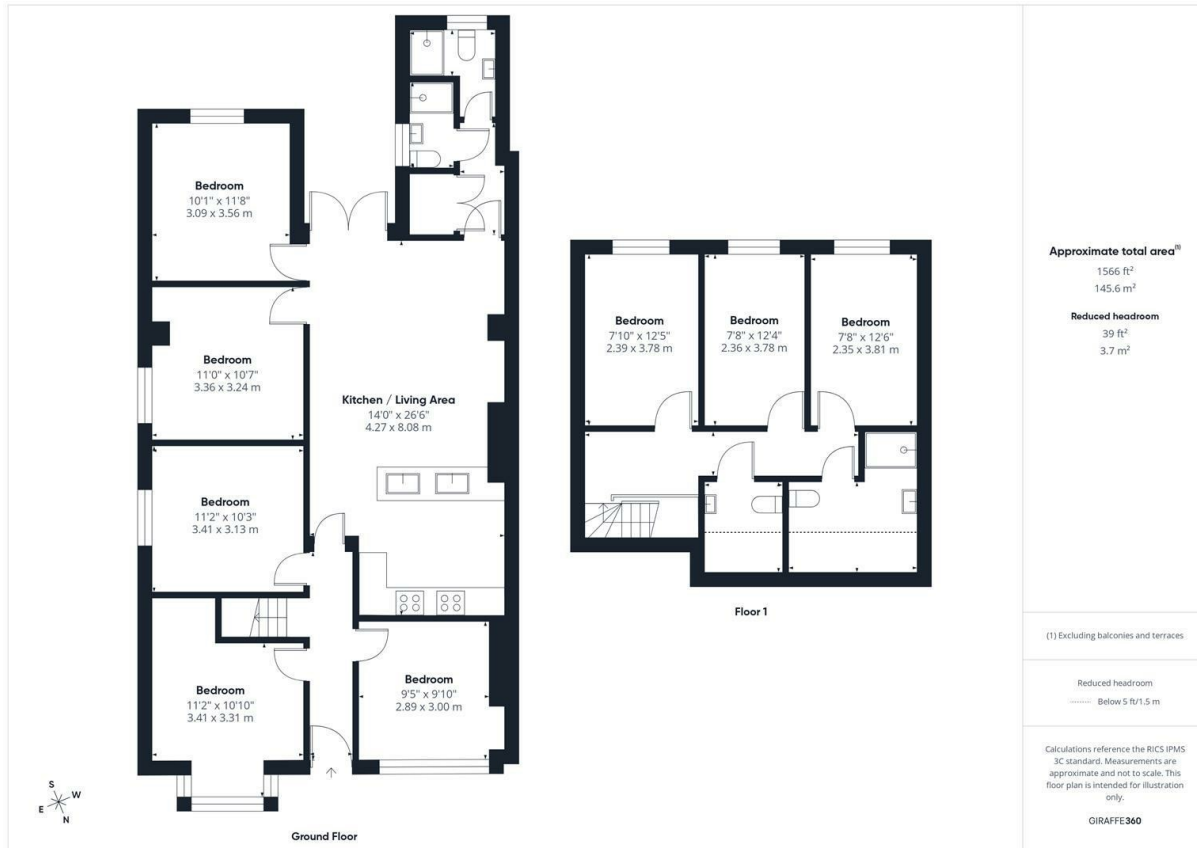 Bedroom
10'1" x 11'8"
3.09 x 3.56 m
Bedroom
11'0" x 10'7"
3.36 x 3.24 m
Kitchen / Living Area
14'0" x 26'6"
4.27 x 8.08 m
Bedroom
11'2" x 10'3"
3.41 x 3.13 m
Bedroom
11'2" x 10'10"
3.41 x 3.31 m
Bedroom
9'5" x 9'10"
2.89 x 3.00 m
S
W
E
N
Ground Floor
Bedroom
7'10" x 12'5"
2.39 x 3.78 m
Bedroom
7'8" x 12'4"
2.36 x 3.78 m
Bedroom
7'8" x 12'6"
2.35 x 3.81 m
Floor 1
Approximate total area(1)
1566 ft²
145.6 m²
Reduced headroom
39 ft²
3.7 m²
(1) Excluding balconies and terraces
Reduced headroom
Below 5 ft/1.5 m
Calculations reference the RICS IPMS
3C standard. Measurements are
approximate and not to scale. This
floor plan is intended for illustration
only.
GIRAFFE360